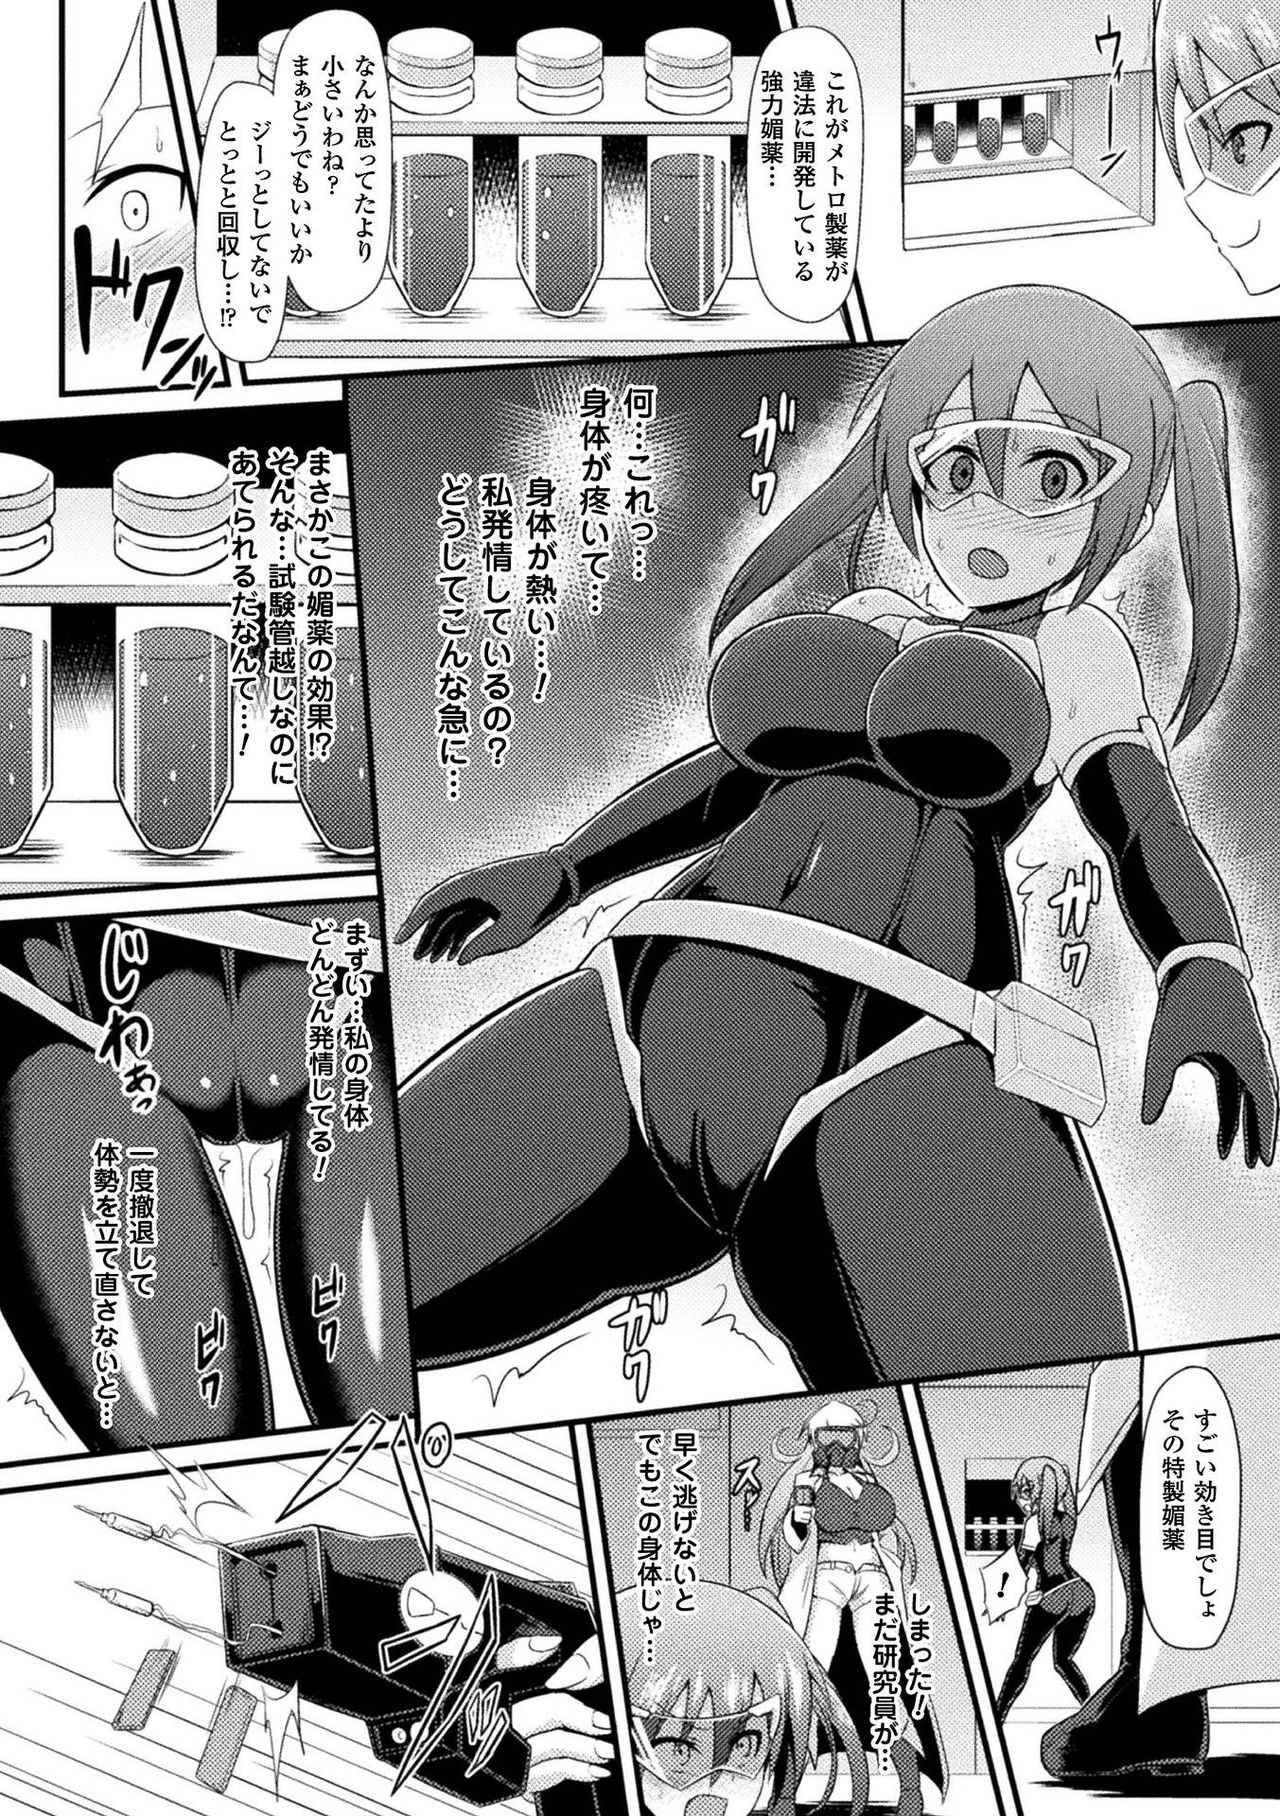 ウィーン
これがメトロ製薬が
違法に開発している
強力媚薬…
なんか思ってたより
小さいわね？
まぁどうでもいいか
ジーっとしてないで
とっとと回収し…!?
ドクンッ
何…これっ…
身体が疼いて…
身体が熱い…！
私発情しているの？
どうしてこんな急に…
ガク
ガク
ガク
まさかこの媚薬の効果!?
そんな…試験管越しなのに
あてられるだなんて…！
まずい…私の身体
どんどん発情してる！
じわぁっ
ビク
ビク
一度撤退して
体勢を立て直さないと…
すごい効き目でしょ
その特製媚薬
！
しまった！
まだ研究員が…
スチャ
早く逃げないと
でもこの身体じゃ…